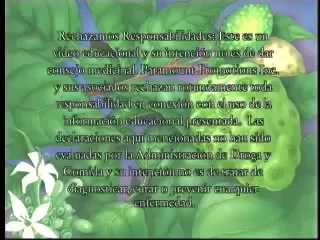 Rechazamos Responsabilidades: Este es un
video educacional y su intención no es de dar
consejo medicinal. Paramount Promotions Inc.
y sus asociados rechazan rotundamente toda
responsabilidad en conexión con el uso de la
información educacional presentada. Las
declaraciones aquí mencionadas no han sido
evaluadas por la Administración de Droga y
Comida y su intención no es de tratar de
diagnosticar, curar o prevenir cualquier
enfermedad.